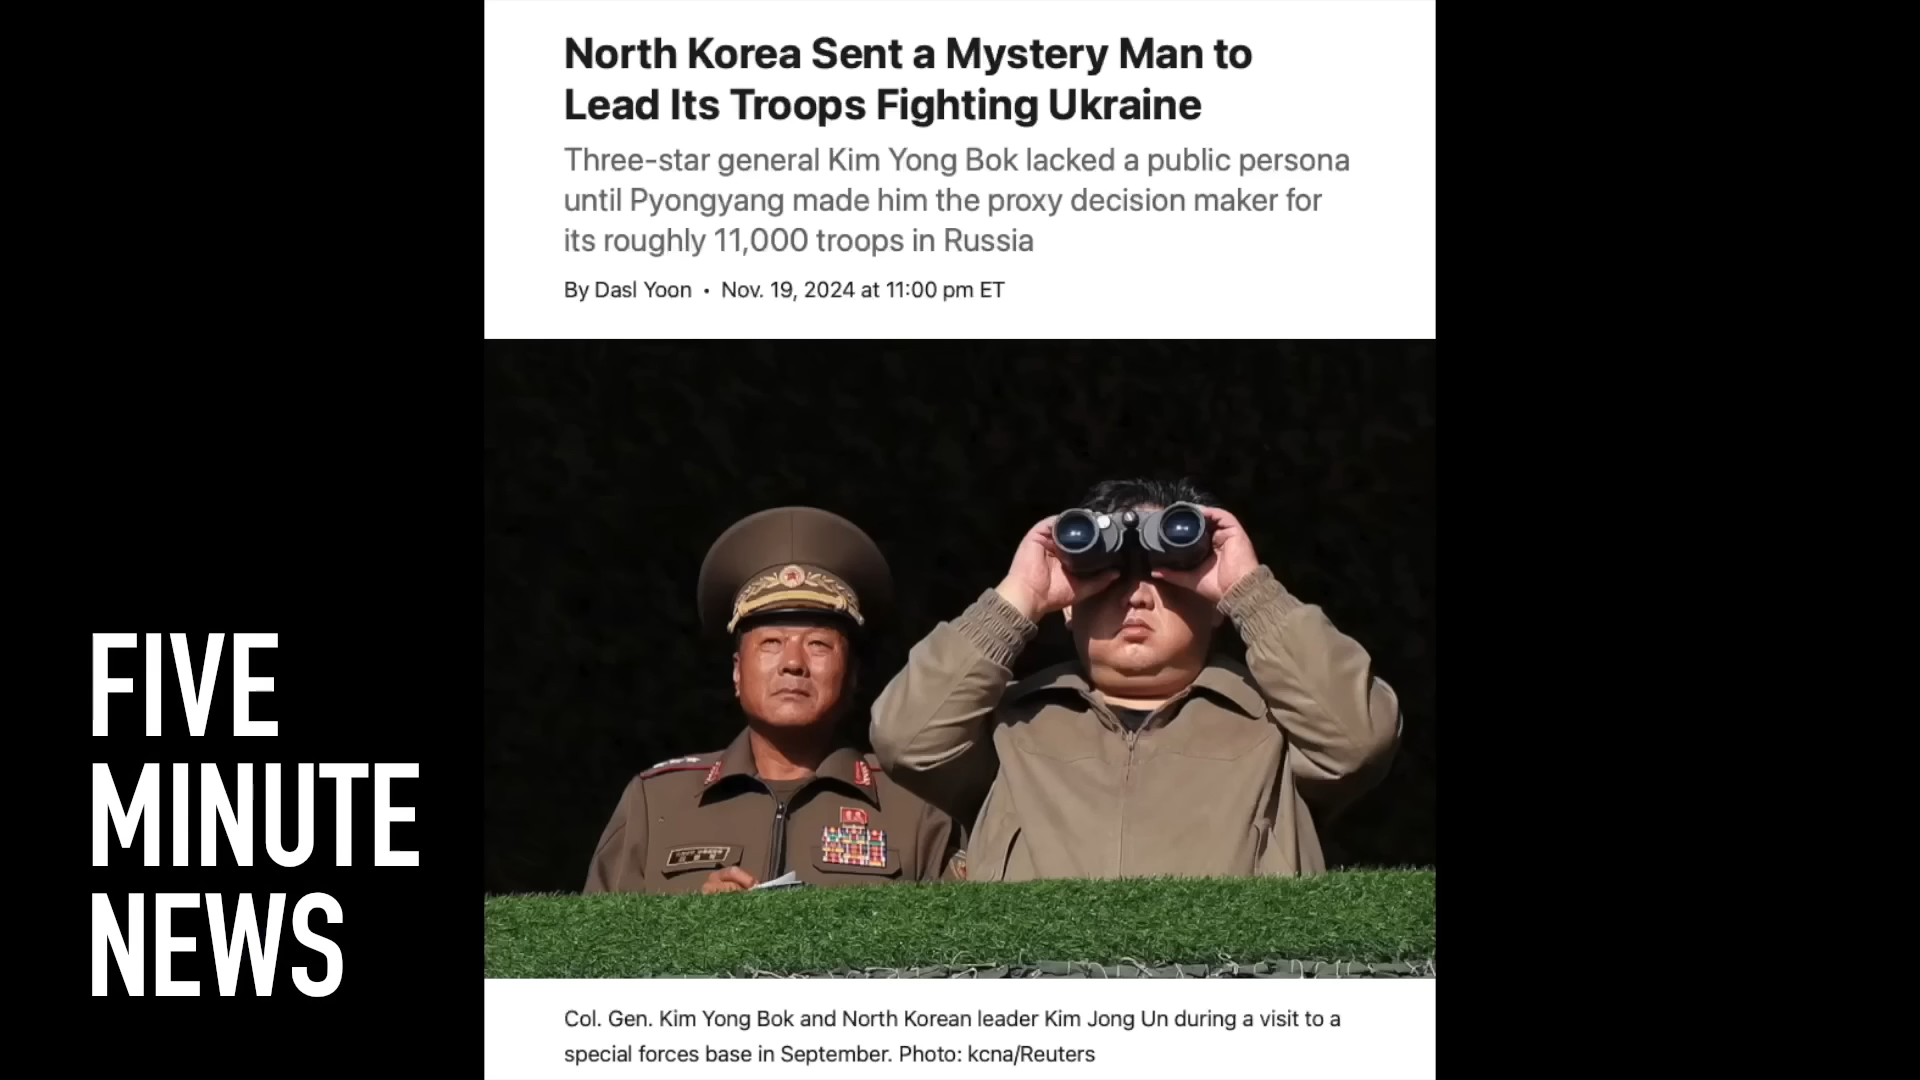 North Korea Sent a Mystery Man to
Lead Its Troops Fighting Ukraine
Three-star general Kim Yong Bok lacked a public persona
until Pyongyang made him the proxy decision maker for
its roughly 11,000 troops in Russia
By Dasl Yoon • Nov. 19, 2024 at 11:00 pm ET
FIVE
MINUTE
NEWS
Col. Gen. Kim Yong Bok and North Korean leader Kim Jong Un during a visit to a
special forces base in September. Photo: kcna/Reuters